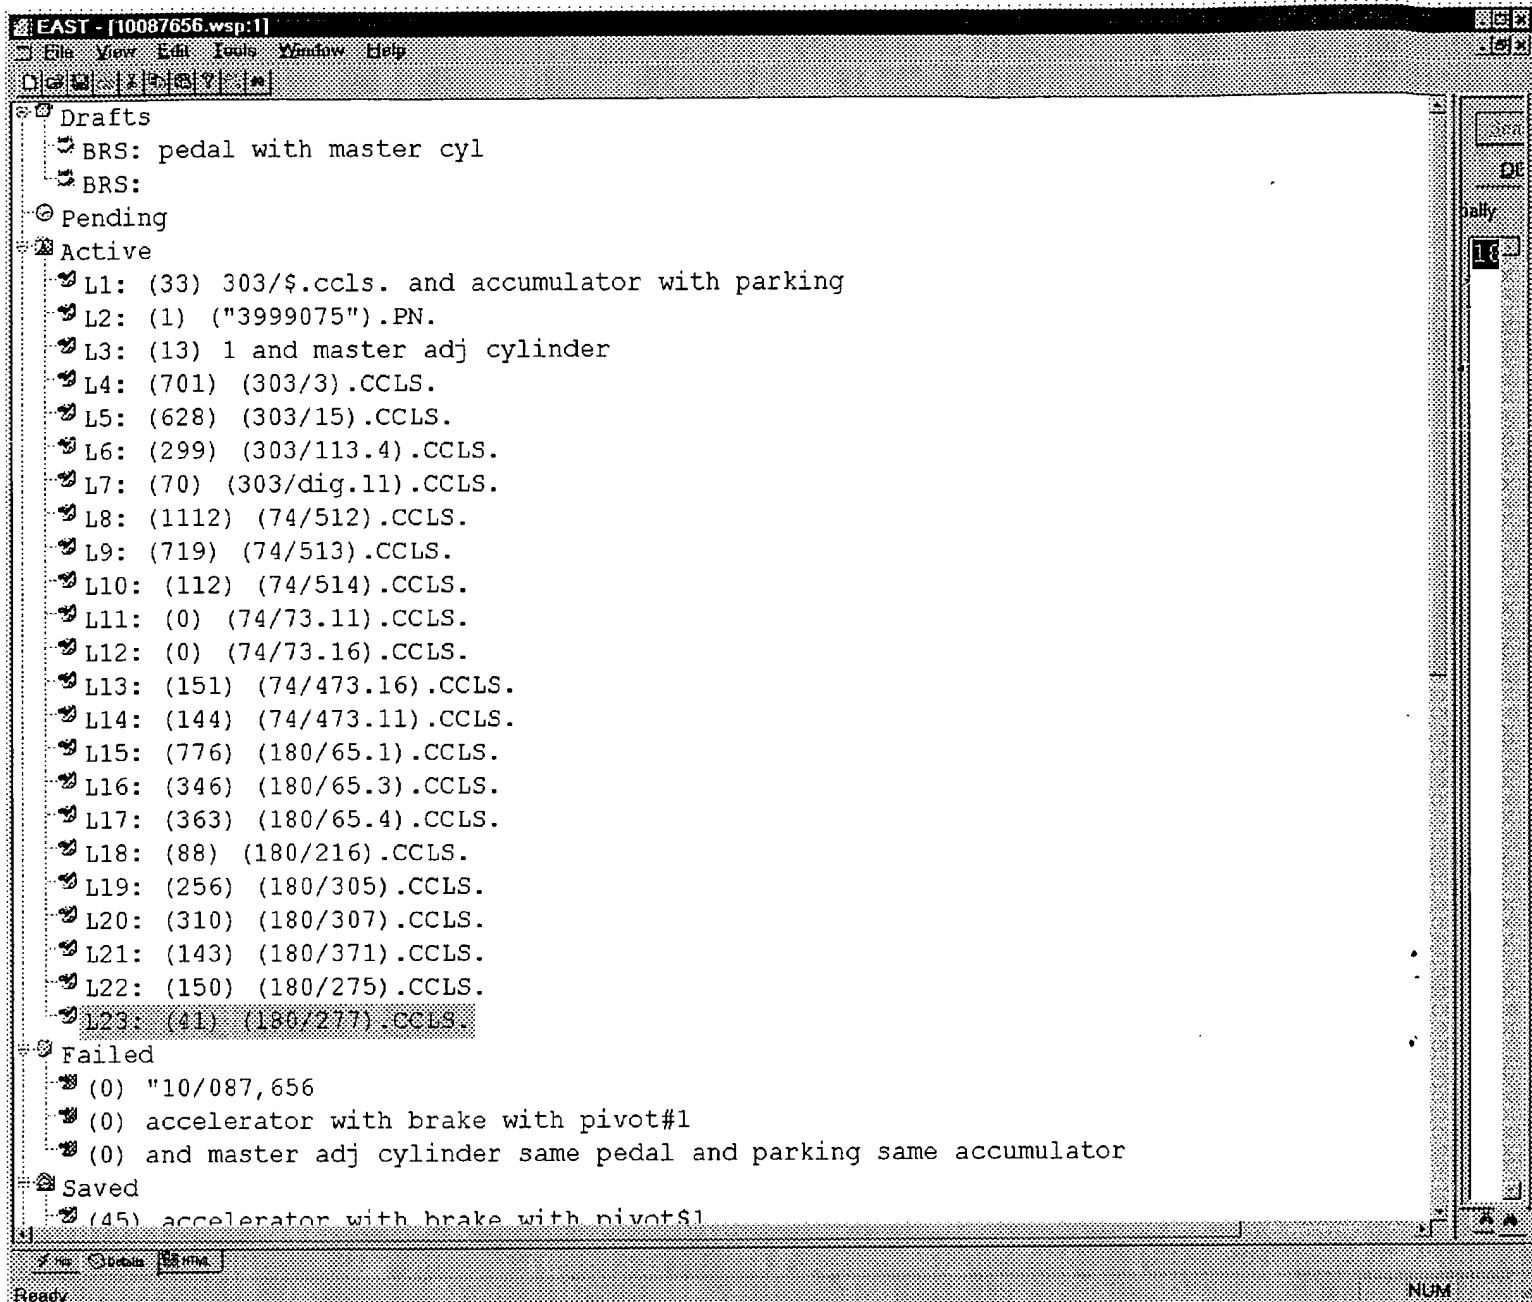 EAST - [10087656.wsp:1]
File View Edit Tools Window Help
Drafts
BRS: pedal with master cyl
BRS:
Pending
Active
L1: (33) 303/$.ccls. and accumulator with parking
L2: (1) ("3999075").PN.
L3: (13) 1 and master adj cylinder
L4: (701) (303/3).CCLS.
L5: (628) (303/15).CCLS.
L6: (299) (303/113.4).CCLS.
L7: (70) (303/dig.11).CCLS.
L8: (1112) (74/512).CCLS.
L9: (719) (74/513).CCLS.
L10: (112) (74/514).CCLS.
L11: (0) (74/73.11).CCLS.
L12: (0) (74/73.16).CCLS.
L13: (151) (74/473.16).CCLS.
L14: (144) (74/473.11).CCLS.
L15: (776) (180/65.1).CCLS.
L16: (346) (180/65.3).CCLS.
L17: (363) (180/65.4).CCLS.
L18: (88) (180/216).CCLS.
L19: (256) (180/305).CCLS.
L20: (310) (180/307).CCLS.
L21: (143) (180/371).CCLS.
L22: (150) (180/275).CCLS.
L23: (41) (180/277).CCLS.
Failed
(0) "10/087,656
(0) accelerator with brake with pivot#1
(0) and master adj cylinder same pedal and parking same accumulator
Saved
(45) accelerator with brake with pivot$1
Details HTML
Ready NUM